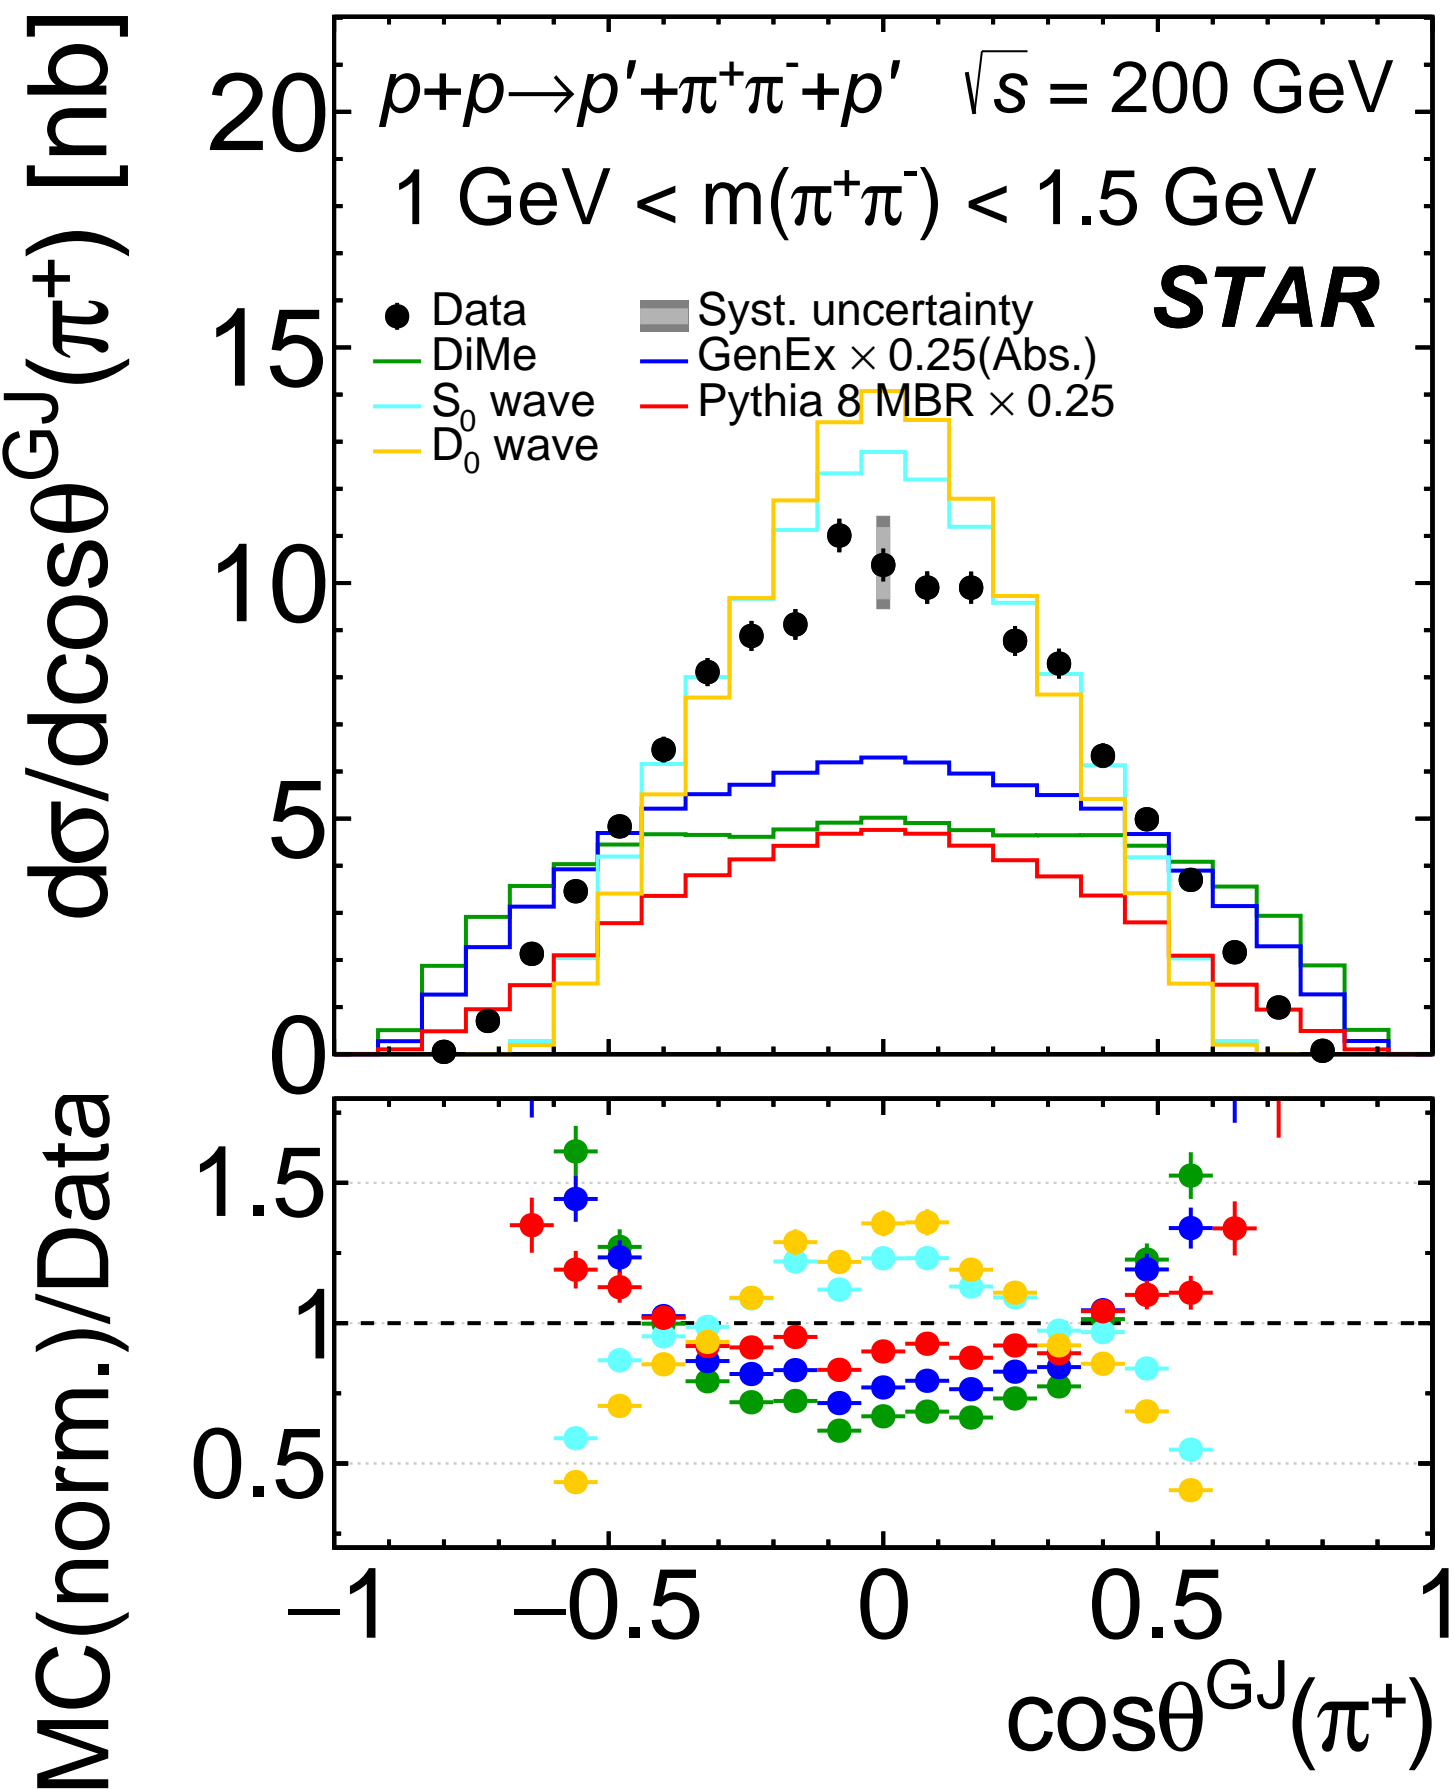 p+p→p′+π⁺π⁻+p′ √s = 200 GeV
1 GeV < m(π⁺π⁻) < 1.5 GeV
STAR
Data
Syst. uncertainty
DiMe
GenEx × 0.25(Abs.)
S₀ wave
Pythia 8 MBR × 0.25
D₀ wave
dσ/dcosθ^GJ(π⁺) [nb]
20
15
10
5
0
MC(norm.)/Data
1.5
1
0.5
−1 −0.5 0 0.5 1
cosθ^GJ(π⁺)